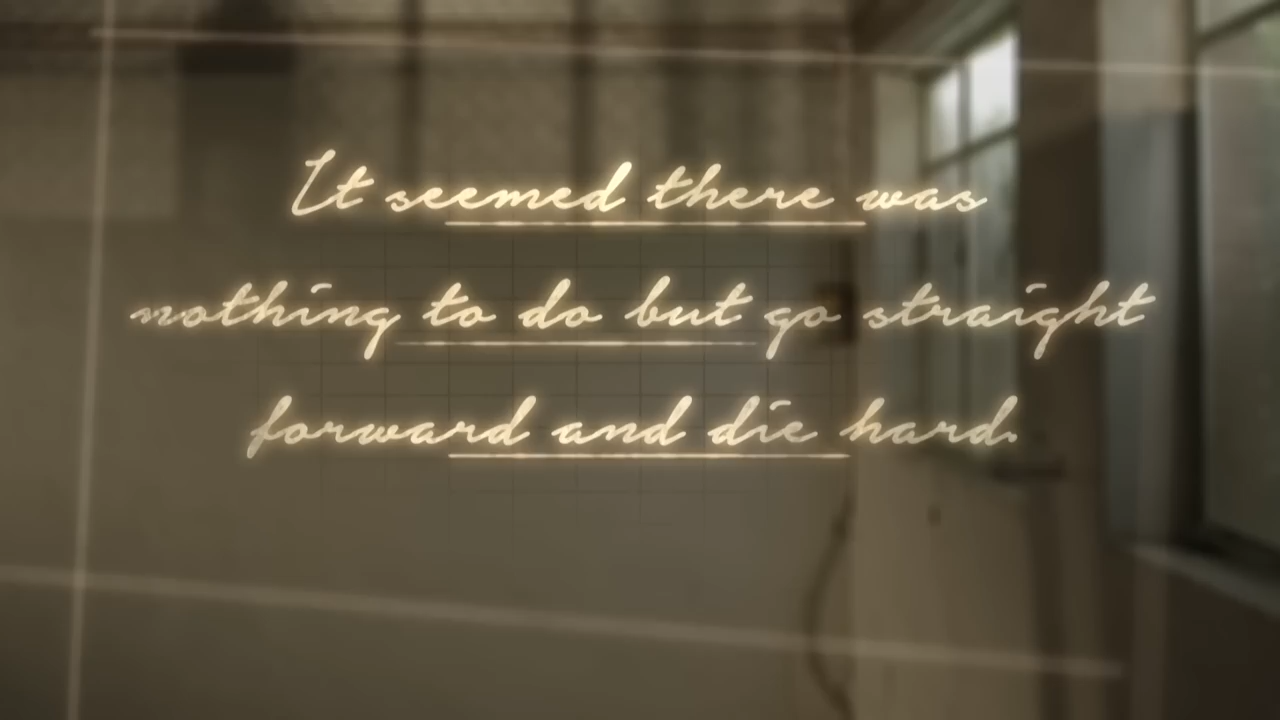 It seemed there was
nothing to do but go straight
forward and die hard.